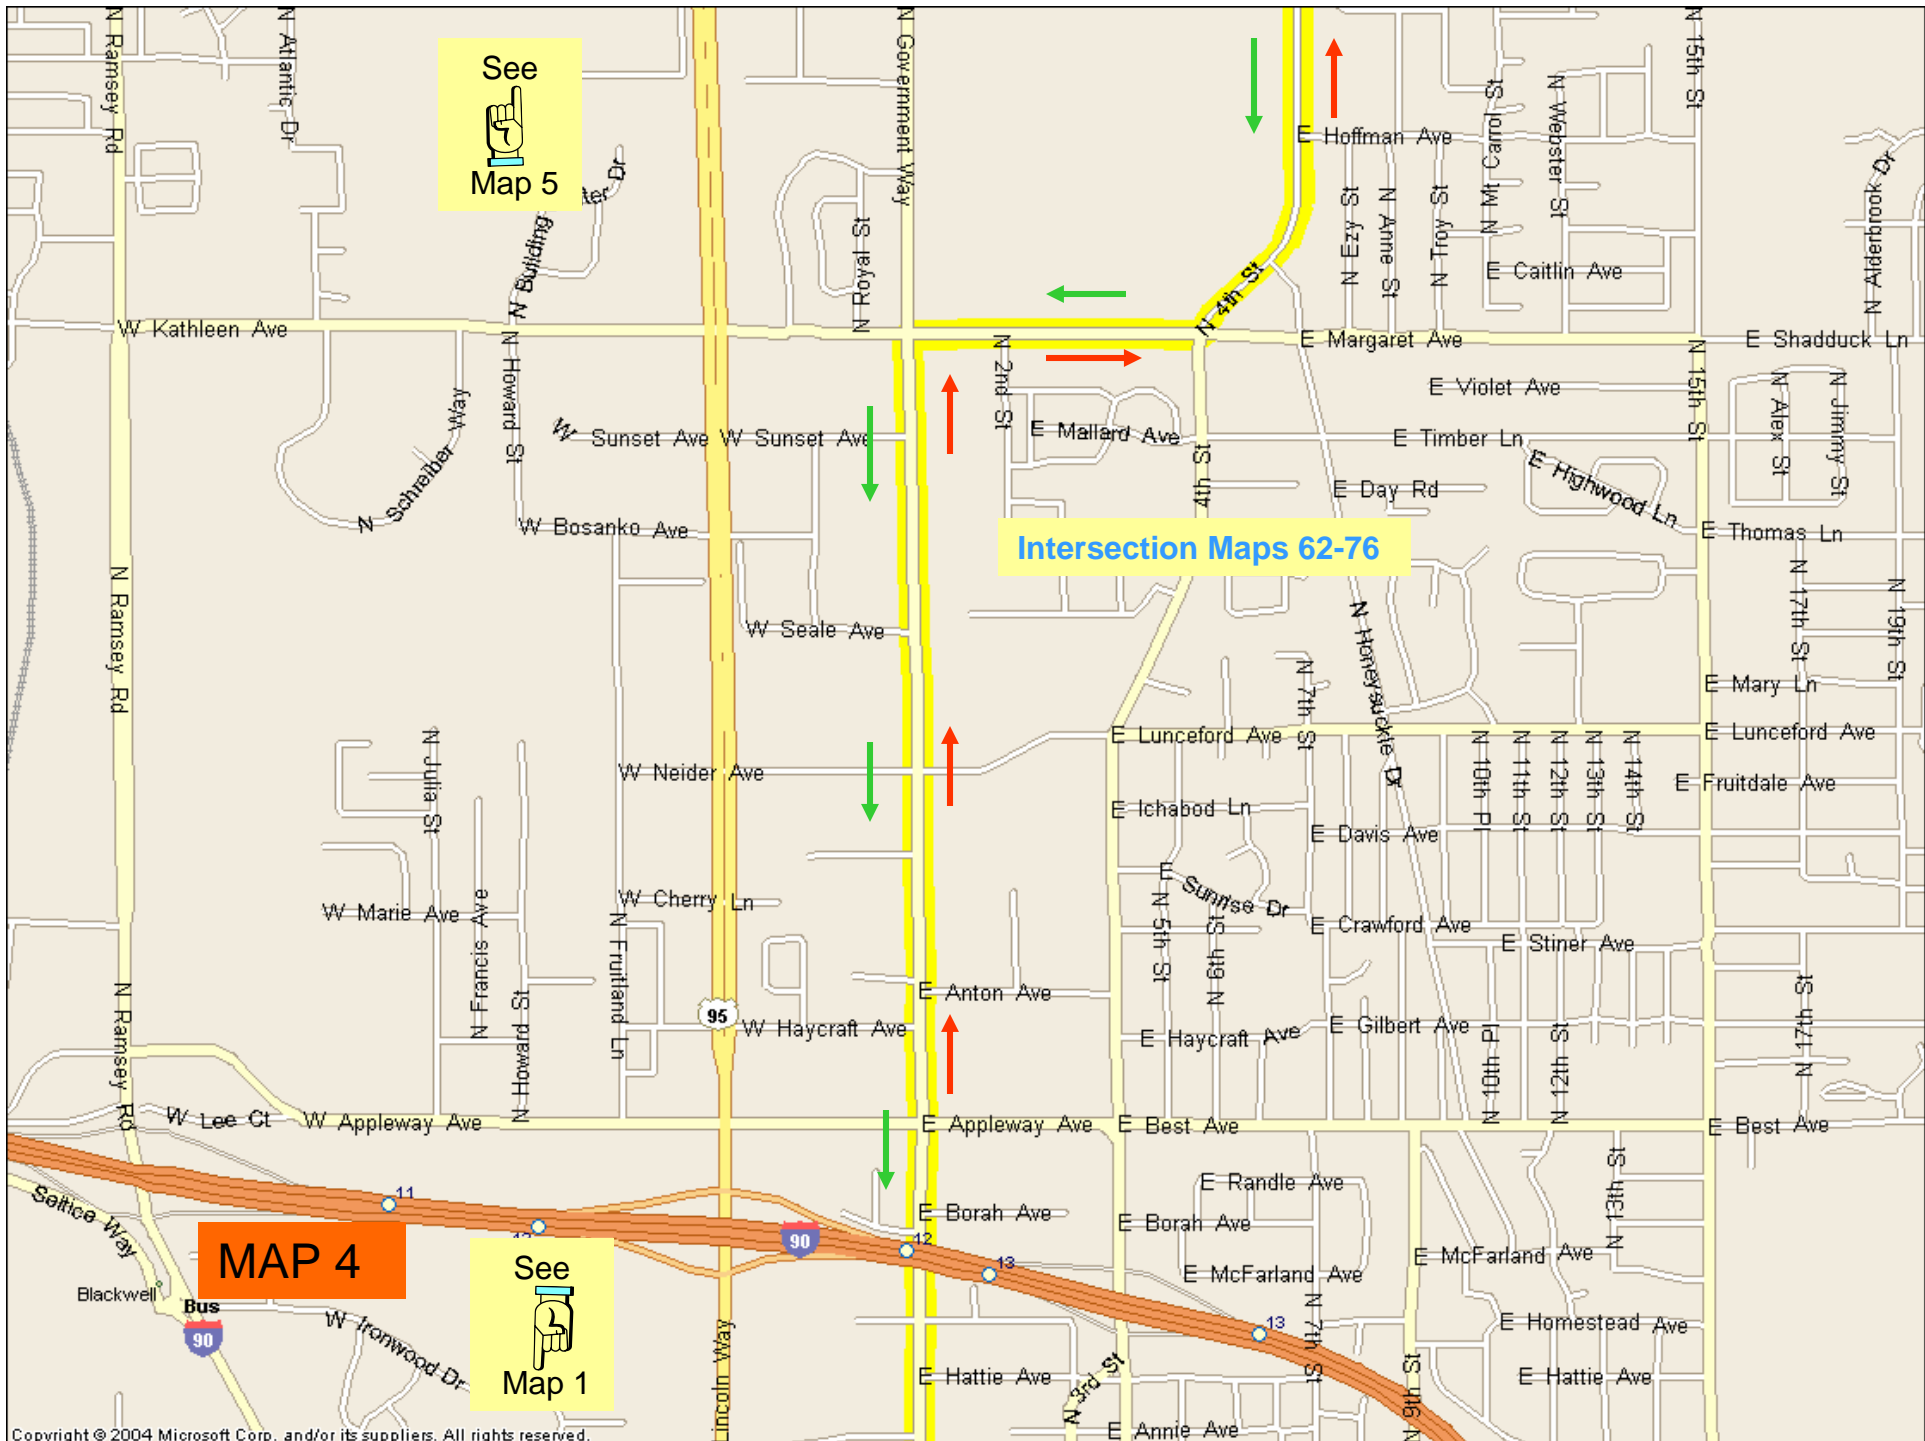 N Ramsey Rd
N Atlantic Dr
See
Map 5
N Building
ter Dr
N Government Way
N Royal St
E Hoffman Ave
N Ezy St
N Anne St
N Troy St
N Mt Carrol St
N Webster St
N 15th St
N Alderbrook Dr
E Caitlin Ave
N 4th St
W Kathleen Ave
E Margaret Ave
E Shadduck Ln
N Howard St
N Schreiber Way
W Sunset Ave
W Sunset Ave
N 2nd St
E Mallard Ave
4th St
E Violet Ave
E Timber Ln
N 15th St
N Alex St
N Jimmy St
E Day Rd
E Highwood Ln
E Thomas Ln
W Bosanko Ave
Intersection Maps 62-76
N Ramsey Rd
W Seale Ave
N Honeysuckle Dr
N 7th St
N 17th St
N 19th St
E Mary Ln
E Lunceford Ave
E Lunceford Ave
N Julia St
W Neider Ave
N 10th Pl
N 11th St
N 12th St
N 13th St
N 14th St
E Fruitdale Ave
E Ichabod Ln
E Davis Ave
W Cherry Ln
E Sunrise Dr
W Marie Ave
N Francis Ave
N Fruitland Ln
N 5th St
N 6th St
E Crawford Ave
E Stiner Ave
N Ramsey Rd
N Howard St
95
E Anton Ave
W Haycraft Ave
E Haycraft Ave
E Gilbert Ave
N 10th Pl
N 12th St
N 17th St
W Lee Ct
W Appleway Ave
E Appleway Ave
E Best Ave
E Best Ave
Seltice Way
11
12
90
E Borah Ave
E Borah Ave
E Randle Ave
N 13th St
MAP 4
See
Map 1
13
E McFarland Ave
E McFarland Ave
Blackwell
Bus
90
W Ironwood Dr
Lincoln Way
13
N 7th St
E Homestead Ave
E Hattie Ave
N 3rd St
N 9th St
E Hattie Ave
E Annie Ave
Copyright © 2004 Microsoft Corp. and/or its suppliers. All rights reserved.